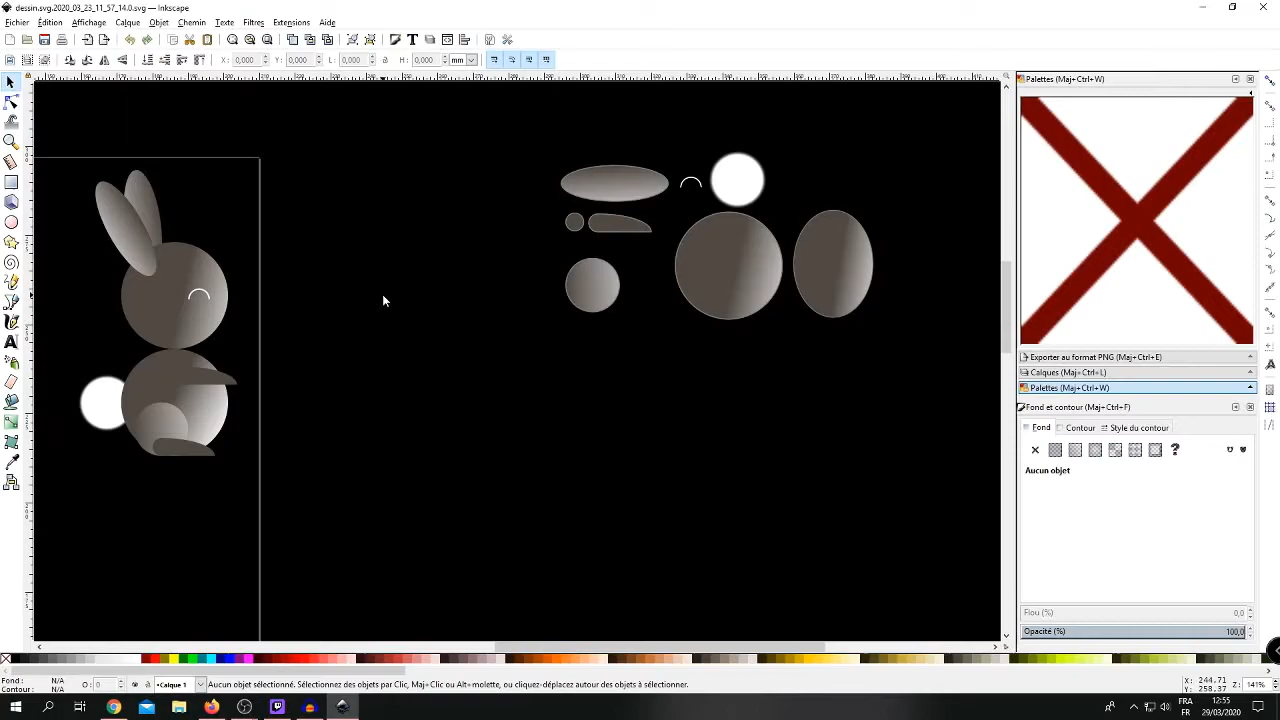 dessin.svg.2020_03_23_11_57_14.0.svg - Inkscape
Fichier Édition Affichage Calque Objet Chemin Texte Filtres Extensions Aide
X: 0,000 Y: 0,000 L: 0,000 H: 0,000 mm
Palettes (Maj+Ctrl+W)
Exporter au format PNG (Maj+Ctrl+E)
Calques (Maj+Ctrl+L)
Palettes (Maj+Ctrl+W)
Fond et contour (Maj+Ctrl+F)
Fond Contour Style du contour
Aucun objet
Flou (%) 0,0
Opacité (%) 100,0
Fond : N/A
Contour : N/A
O: 0
Calque 1
Aucun objet sélectionné. Sélectionnez des objets par Clic, Maj+Clic ou Alt+molette, ou cliquez-déplacez autour des objets à sélectionner.
X: 244,71
Y: 258,37
Z: 141%
FR
FR
12:55
29/03/2020